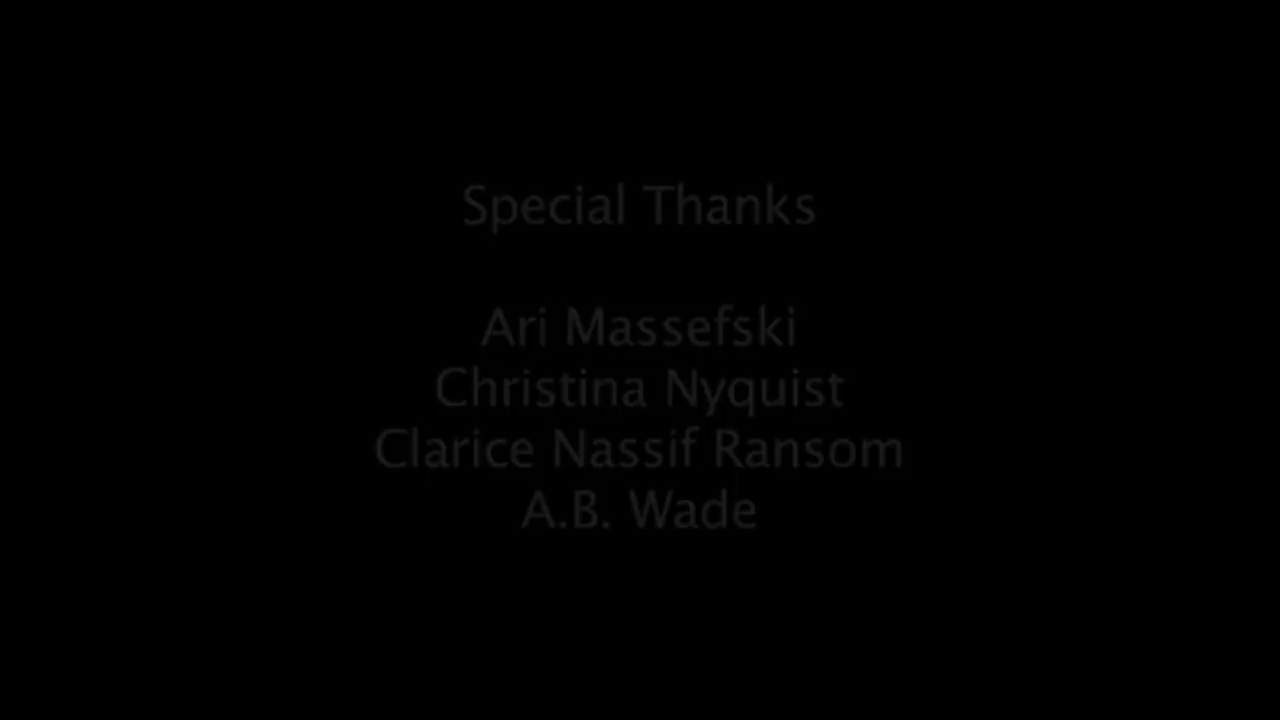 Special Thanks
Ari Massefski
Christina Nyquist
Clarice Nassif Ransom
A.B. Wade